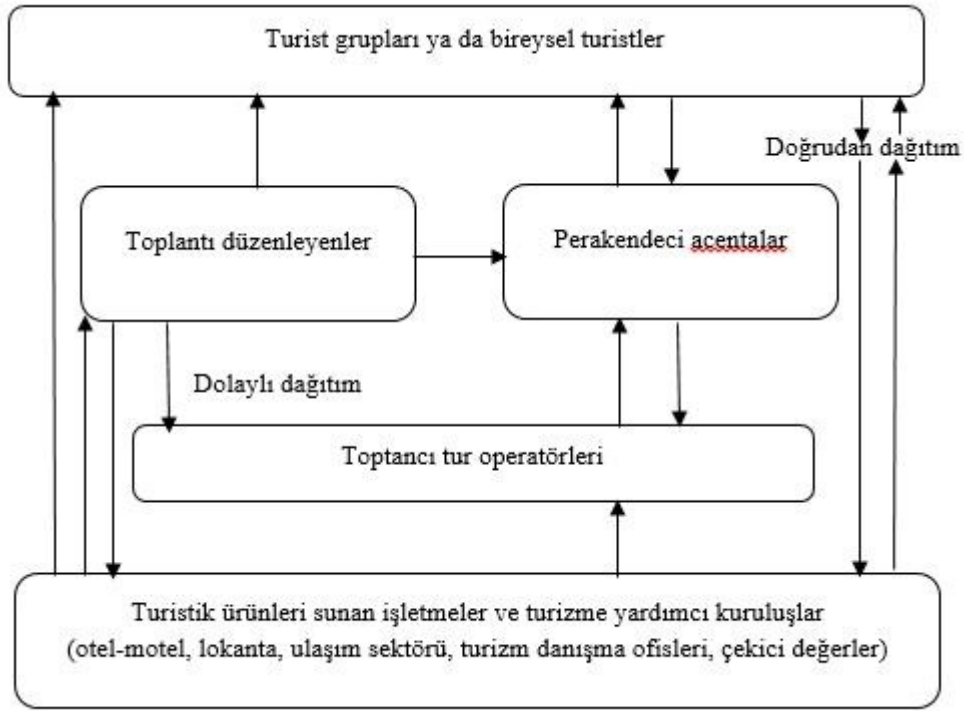 Turist grupları ya da bireysel turistler
Doğrudan dağıtım
Toplantı düzenleyenler
Perakendeci acentalar
Dolaylı dağıtım
Toptancı tur operatörleri
Turistik ürünleri sunan işletmeler ve turizme yardımcı kuruluşlar
(otel-motel, lokanta, ulaşım sektörü, turizm danışma ofisleri, çekici değerler)